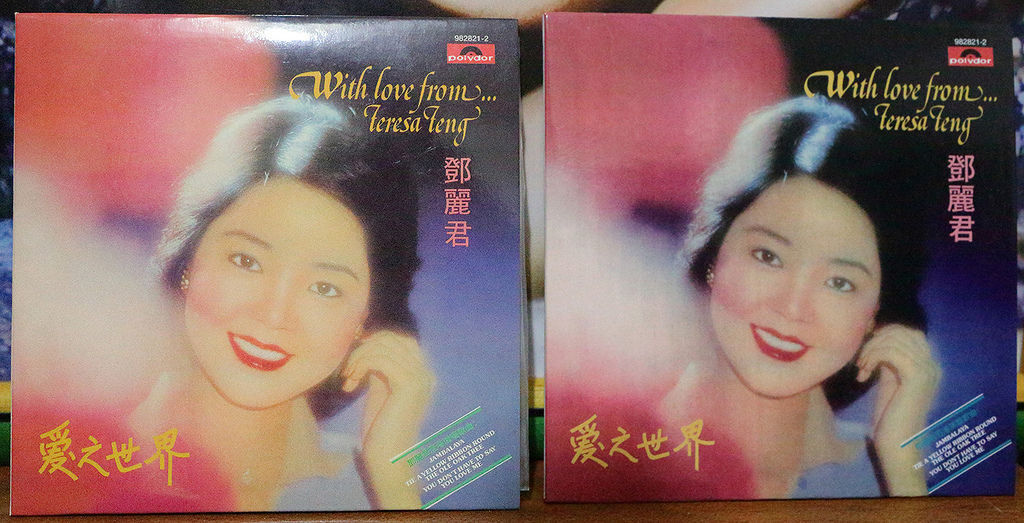 982821-2
polydor
With love from...
Teresa Teng
鄧麗君
愛之世界
JAMBALAYA
TIE A YELLOW RIBBON ROUND
THE OLE OAK TREE
YOU DON'T HAVE TO SAY
YOU LOVE ME
982821-2
polydor
With love from...
Teresa Teng
鄧麗君
愛之世界
JAMBALAYA
TIE A YELLOW RIBBON ROUND
THE OLE OAK TREE
YOU DON'T HAVE TO SAY
YOU LOVE ME